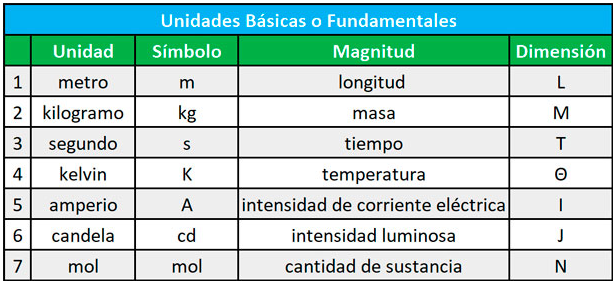 Unidades Básicas o Fundamentales
Unidad Símbolo Magnitud Dimensión
1 metro m longitud L
2 kilogramo kg masa M
3 segundo s tiempo T
4 kelvin K temperatura Θ
5 amperio A intensidad de corriente eléctrica I
6 candela cd intensidad luminosa J
7 mol mol cantidad de sustancia N